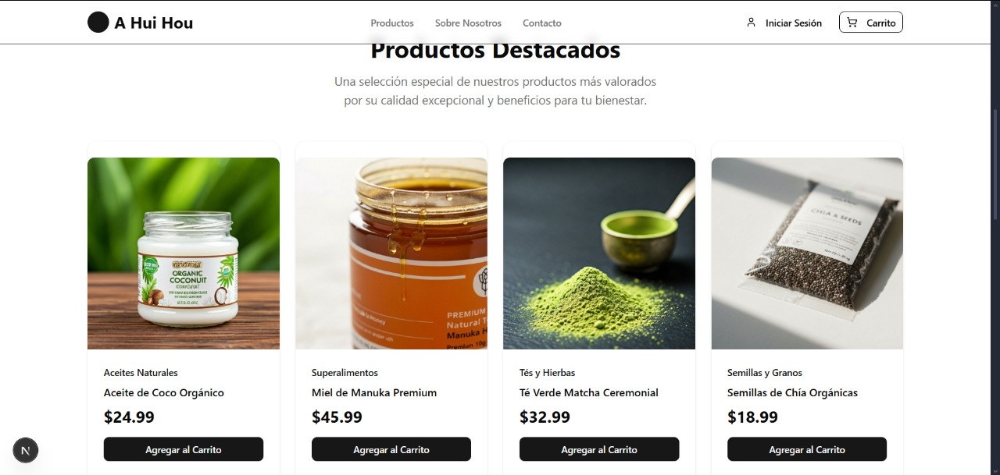 A Hui Hou
Productos
Sobre Nosotros
Contacto
Iniciar Sesión
Carrito
Productos Destacados
Una selección especial de nuestros productos más valorados
por su calidad excepcional y beneficios para tu bienestar.
ORGANIC
COCONUIT
PREMIUM
Natural
Manuka
Premium 10g
CHIA & SEEDS
Aceites Naturales
Aceite de Coco Orgánico
$24.99
Agregar al Carrito
Superalimentos
Miel de Manuka Premium
$45.99
Agregar al Carrito
Tés y Hierbas
Té Verde Matcha Ceremonial
$32.99
Agregar al Carrito
Semillas y Granos
Semillas de Chía Orgánicas
$18.99
Agregar al Carrito
N